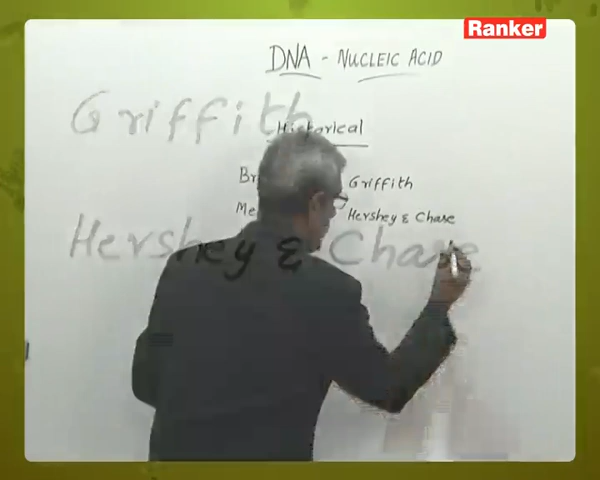 Ranker
DNA - NUCLEIC ACID
Griffith
Historical
Griffith
Hershey & Chase
Hershey & Chase